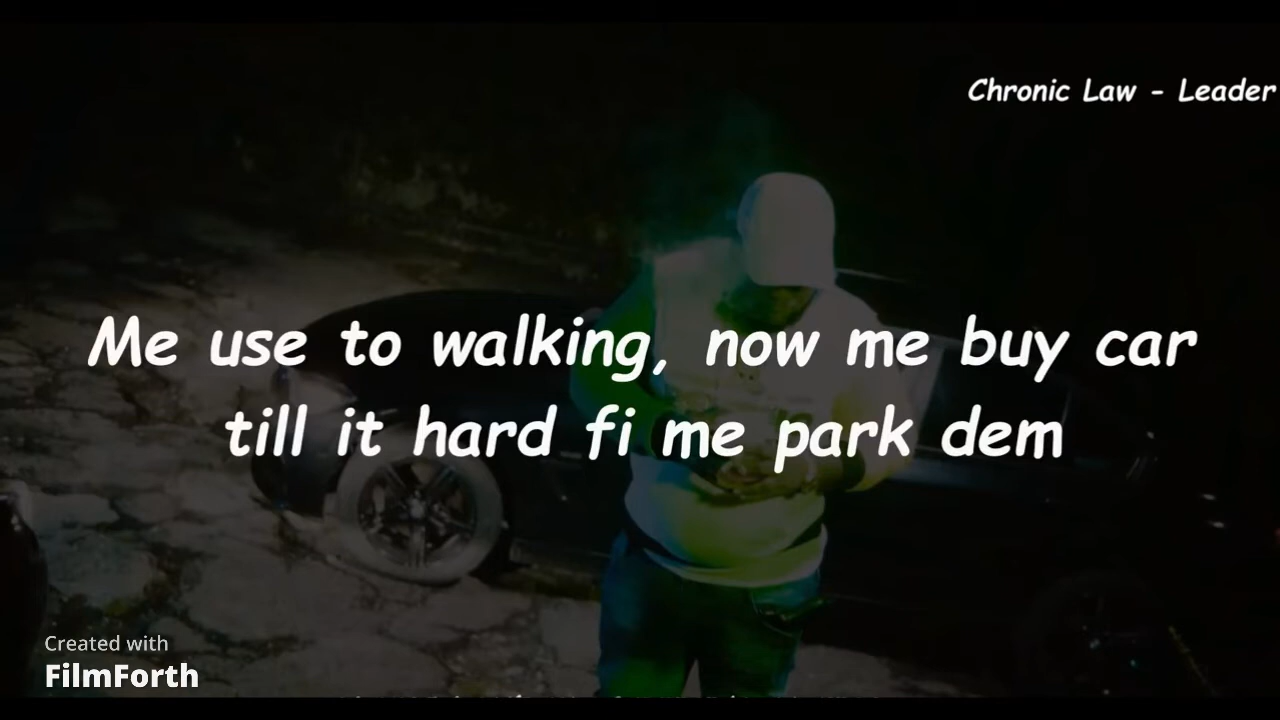 Chronic Law - Leader
Me use to walking, now me buy car
till it hard fi me park dem
Created with
FilmForth